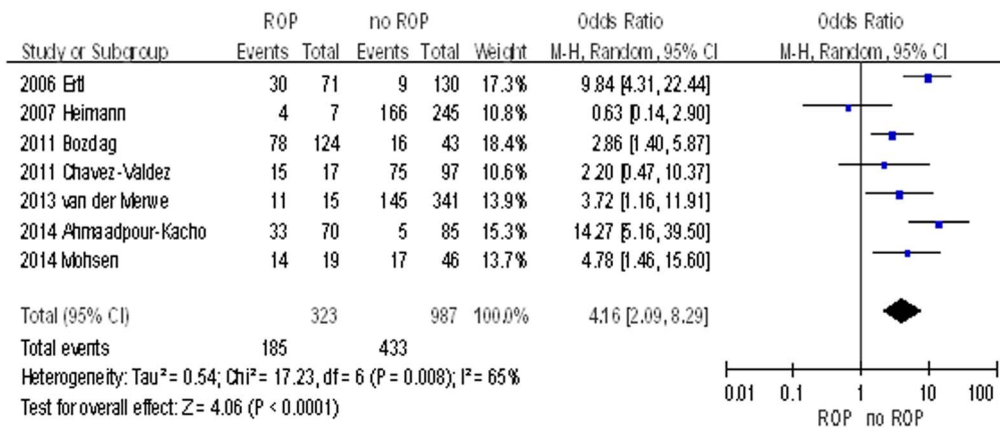 ROP no ROP Odds Ratio Odds Ratio
Study or Subgroup Events Total Events Total Weight M-H, Random, 95% CI M-H, Random, 95% CI
2006 Ertl 30 71 9 130 17.3% 9.84 [4.31, 22.44]
2007 Heimann 4 7 166 245 10.8% 0.63 [0.14, 2.90]
2011 Bozdag 78 124 16 43 18.4% 2.86 [1.40, 5.87]
2011 Chavez-Valdez 15 17 75 97 10.6% 2.20 [0.47, 10.37]
2013 van der Merwe 11 15 145 341 13.9% 3.72 [1.16, 11.91]
2014 Ahmaadpour-Kacho 33 70 5 85 15.3% 14.27 [5.16, 39.50]
2014 Mohsen 14 19 17 46 13.7% 4.78 [1.46, 15.60]
Total (95% CI) 323 987 100.0% 4.16 [2.09, 8.29]
Total events 185 433
Heterogeneity: Tau² = 0.54; Chi² = 17.23, df = 6 (P = 0.008); I² = 65%
Test for overall effect: Z = 4.06 (P < 0.0001)
0.01 0.1 1 10 100
ROP no ROP